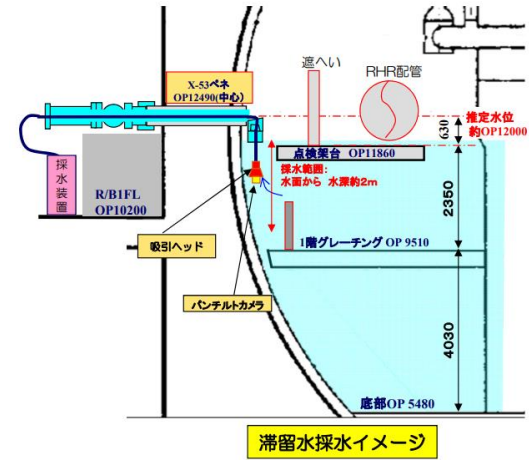 遮へい
RHR配管
X-53ペネ
OP12490(中心)
推定水位
約OP12000
630
採水装置
R/B1FL
OP10200
点検架台 OP11860
採水範囲:
水面から 水深約2m
2350
吸引ヘッド
1階グレーチング OP 9510
パンチルトカメラ
4030
底部OP 5480
滞留水採水イメージ